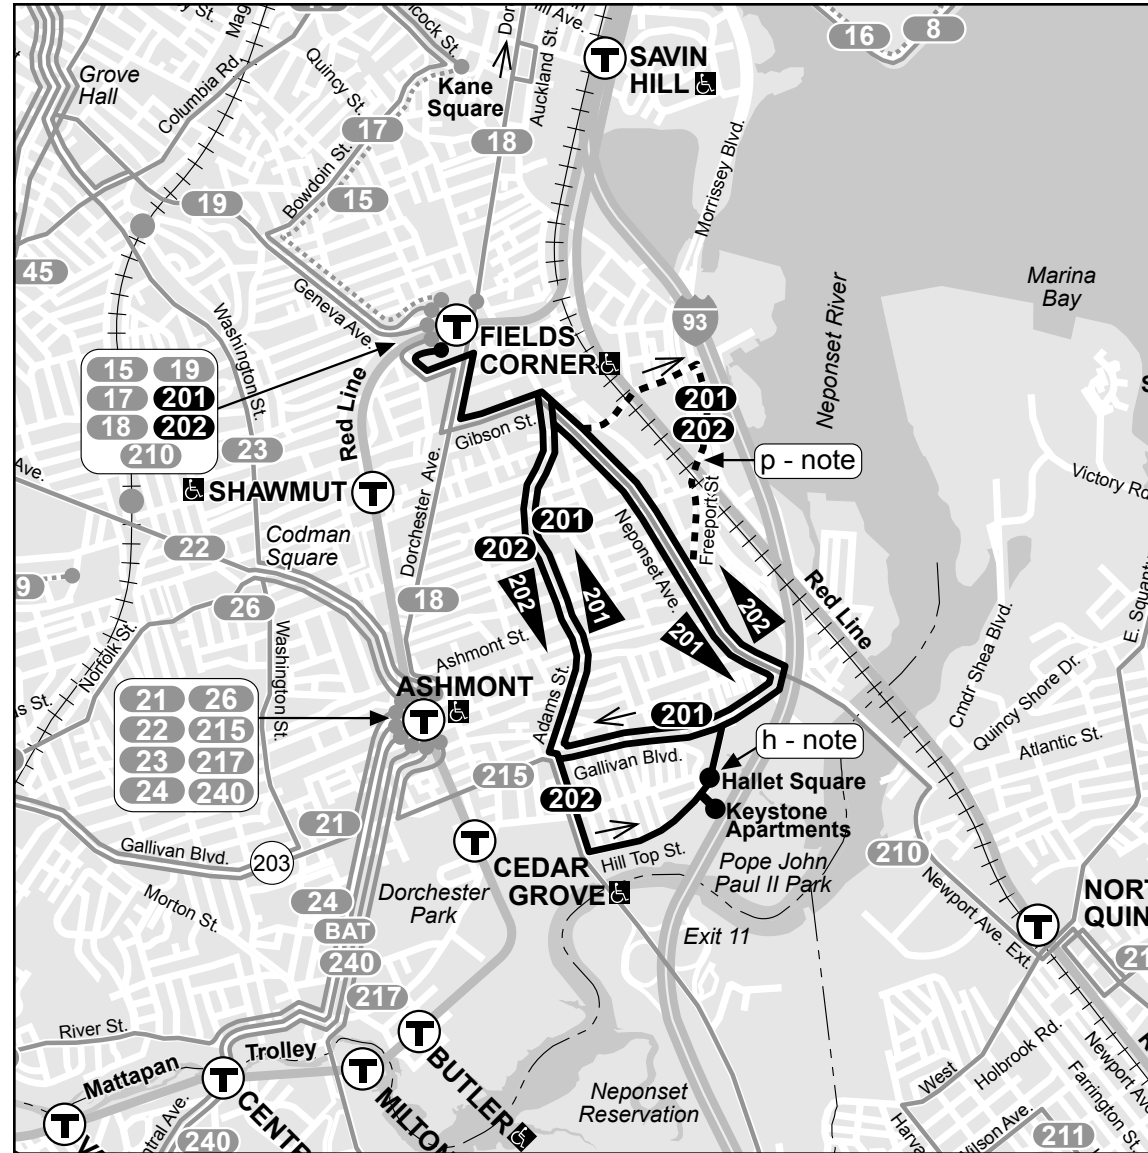 16
8
Grove
Hall
Columbia Rd.
Quincy St.
Kane
Square
Auckland St.
SAVIN
HILL
17
18
Bowdoin St.
15
19
Morrissey Blvd.
45
Marina
Bay
Neponset River
Washington St.
Geneva Ave.
93
FIELDS
CORNER
15 19
17 201
18 202
210
Red Line
201
202
p - note
Gibson St.
23
Ave.
SHAWMUT
Dorchester Ave.
Victory Rd.
Freeport St
Codman
Square
22
201
202
Neponset Ave.
202
201
202
201
Red Line
9
26
18
E. Squantum
Norfolk St.
Washington St.
Ashmont St.
Cmdr Shea Blvd.
Quincy Shore Dr.
ASHMONT
21 26
22 215
23 217
24 240
Adams St.
201
h - note
Atlantic St.
Gallivan Blvd.
Hallet Square
215
202
Keystone
Apartments
21
Gallivan Blvd.
203
CEDAR
GROVE
Hill Top St.
Pope John
Paul II Park
210
Newport Ave. Ext.
Morton St.
24
Dorchester
Park
BAT
240
217
Exit 11
River St.
Mattapan
Trolley
BUTLER
MILTON
Neponset
Reservation
West
Holbrook Rd.
Newport Ave.
Farrington St.
Wilson Ave.
240
211